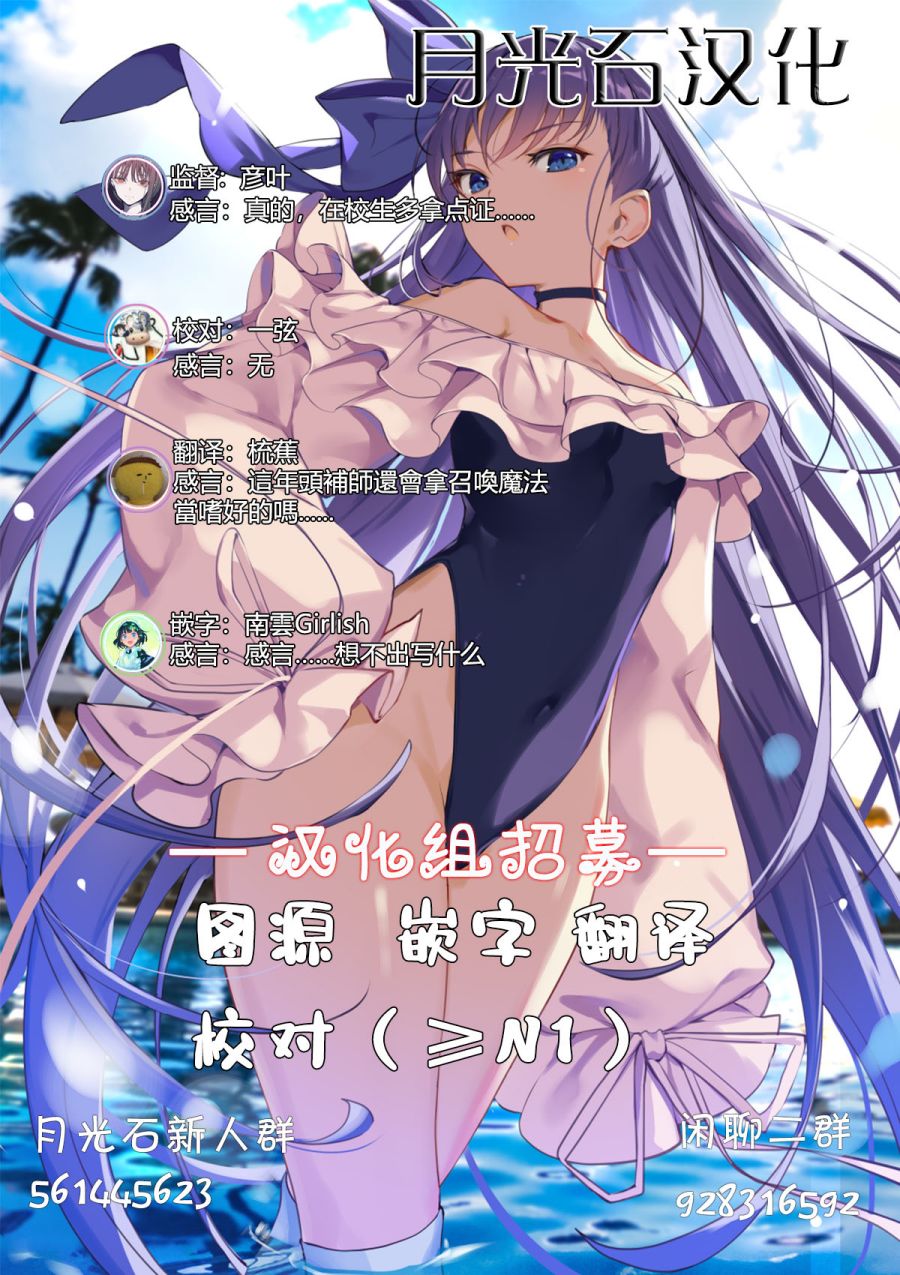 月光石汉化
监督：彦叶
感言：真的，在校生多拿点证……
校对：一弦
感言：无
翻译：梳蕉
感言：這年頭補師還會拿召喚魔法
當嗜好的嗎……
嵌字：南雲Girlish
感言：感言……想不出写什么
— 汉化组招募 —
图源 嵌字 翻译
校对（≥N1）
月光石新人群
561445623
闲聊二群
928316592